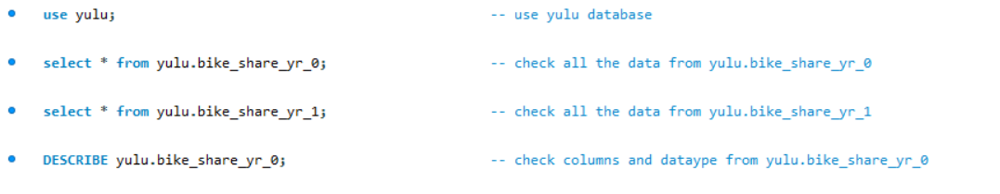 use yulu; -- use yulu database
select * from yulu.bike_share_yr_0; -- check all the data from yulu.bike_share_yr_0
select * from yulu.bike_share_yr_1; -- check all the data from yulu.bike_share_yr_1
DESCRIBE yulu.bike_share_yr_0; -- check columns and dataype from yulu.bike_share_yr_0